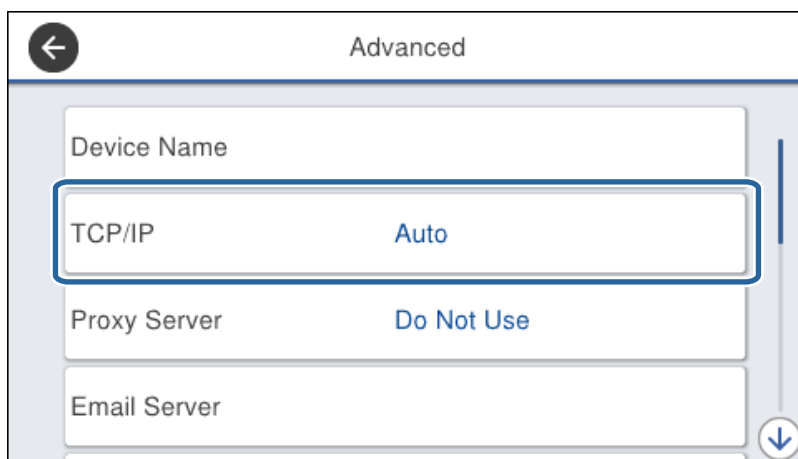 Advanced
Device Name
TCP/IP Auto
Proxy Server Do Not Use
Email Server